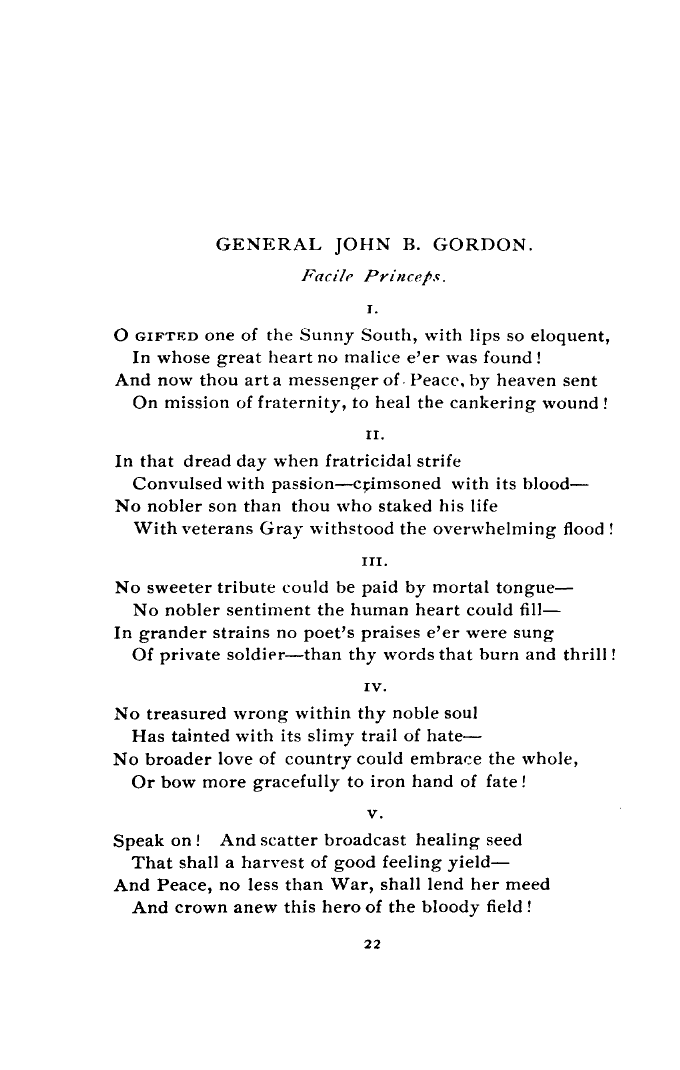 GENERAL JOHN B. GORDON.
Facile Princeps.
I.
O GIFTED one of the Sunny South, with lips so eloquent,
In whose great heart no malice e'er was found!
And now thou art a messenger of Peace, by heaven sent
On mission of fraternity, to heal the cankering wound!
II.
In that dread day when fratricidal strife
Convulsed with passion—crimsoned with its blood—
No nobler son than thou who staked his life
With veterans Gray withstood the overwhelming flood!
III.
No sweeter tribute could be paid by mortal tongue—
No nobler sentiment the human heart could fill—
In grander strains no poet's praises e'er were sung
Of private soldier—than thy words that burn and thrill!
IV.
No treasured wrong within thy noble soul
Has tainted with its slimy trail of hate—
No broader love of country could embrace the whole,
Or bow more gracefully to iron hand of fate!
V.
Speak on! And scatter broadcast healing seed
That shall a harvest of good feeling yield—
And Peace, no less than War, shall lend her meed
And crown anew this hero of the bloody field!
22